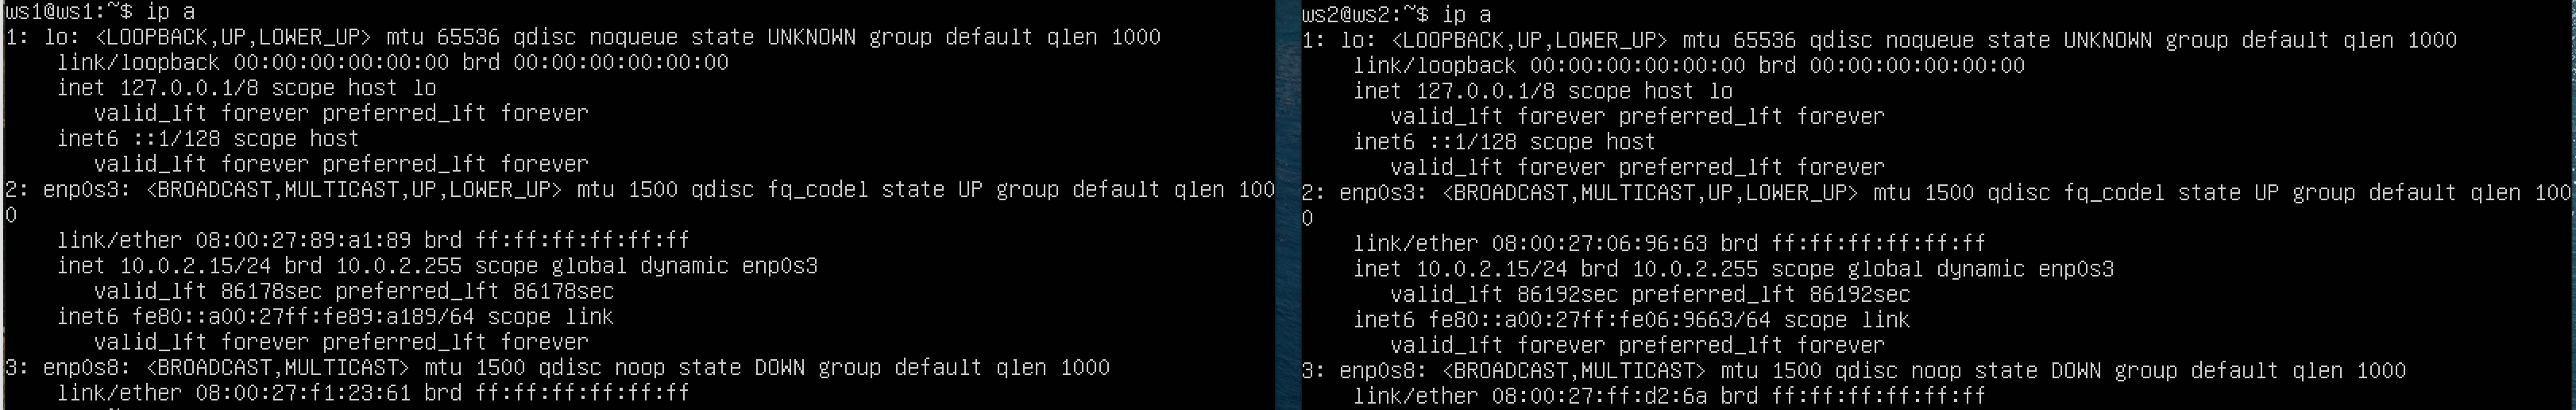 ws1@ws1:~$ ip a
1: lo: <LOOPBACK,UP,LOWER_UP> mtu 65536 qdisc noqueue state UNKNOWN group default qlen 1000
    link/loopback 00:00:00:00:00:00 brd 00:00:00:00:00:00
    inet 127.0.0.1/8 scope host lo
       valid_lft forever preferred_lft forever
    inet6 ::1/128 scope host
       valid_lft forever preferred_lft forever
2: enp0s3: <BROADCAST,MULTICAST,UP,LOWER_UP> mtu 1500 qdisc fq_codel state UP group default qlen 100
0
    link/ether 08:00:27:89:a1:89 brd ff:ff:ff:ff:ff:ff
    inet 10.0.2.15/24 brd 10.0.2.255 scope global dynamic enp0s3
       valid_lft 86178sec preferred_lft 86178sec
    inet6 fe80::a00:27ff:fe89:a189/64 scope link
       valid_lft forever preferred_lft forever
3: enp0s8: <BROADCAST,MULTICAST> mtu 1500 qdisc noop state DOWN group default qlen 1000
    link/ether 08:00:27:f1:23:61 brd ff:ff:ff:ff:ff:ff
ws2@ws2:~$ ip a
1: lo: <LOOPBACK,UP,LOWER_UP> mtu 65536 qdisc noqueue state UNKNOWN group default qlen 1000
    link/loopback 00:00:00:00:00:00 brd 00:00:00:00:00:00
    inet 127.0.0.1/8 scope host lo
       valid_lft forever preferred_lft forever
    inet6 ::1/128 scope host
       valid_lft forever preferred_lft forever
2: enp0s3: <BROADCAST,MULTICAST,UP,LOWER_UP> mtu 1500 qdisc fq_codel state UP group default qlen 100
0
    link/ether 08:00:27:06:96:63 brd ff:ff:ff:ff:ff:ff
    inet 10.0.2.15/24 brd 10.0.2.255 scope global dynamic enp0s3
       valid_lft 86192sec preferred_lft 86192sec
    inet6 fe80::a00:27ff:fe06:9663/64 scope link
       valid_lft forever preferred_lft forever
3: enp0s8: <BROADCAST,MULTICAST> mtu 1500 qdisc noop state DOWN group default qlen 1000
    link/ether 08:00:27:ff:d2:6a brd ff:ff:ff:ff:ff:ff